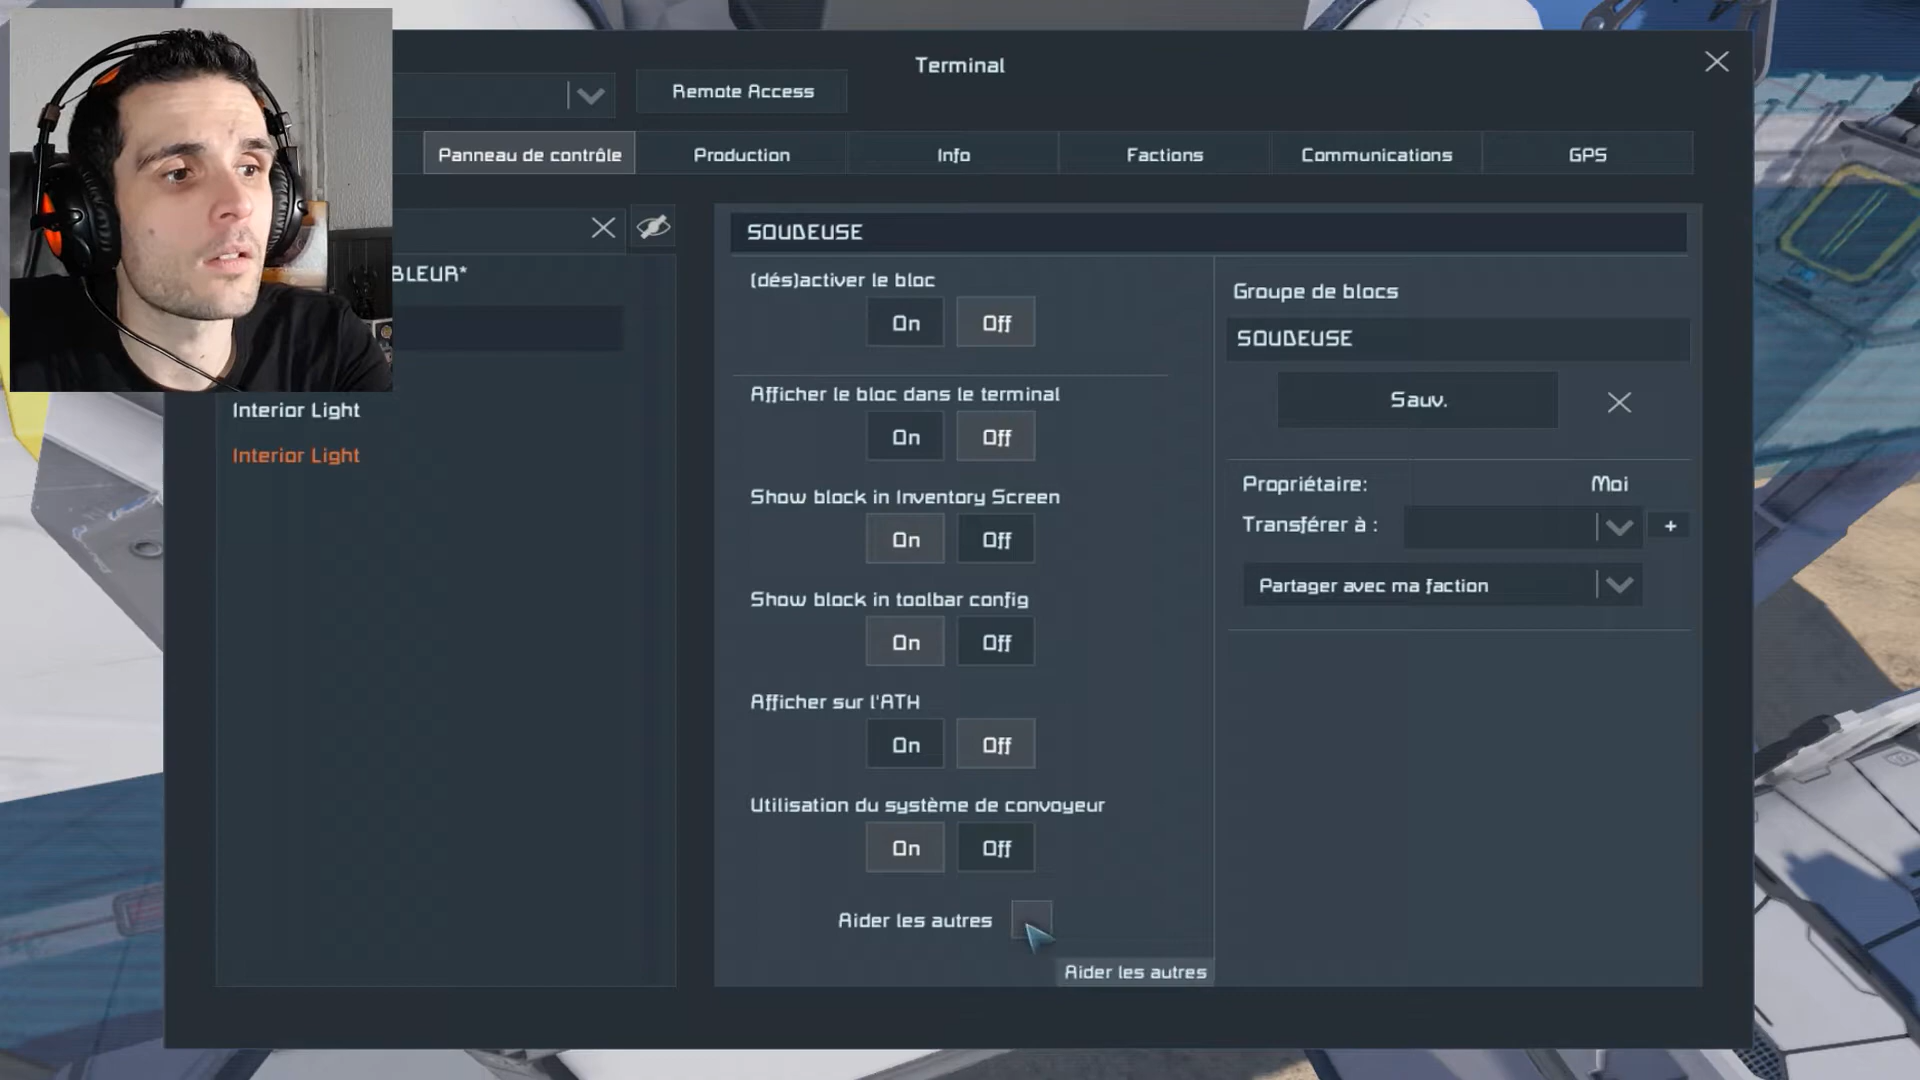 Terminal
Remote Access
Panneau de contrôle
Production
Info
Factions
Communications
GPS
BLEUR*
Interior Light
Interior Light
SOUDEUSE
(dés)activer le bloc
On Off
Afficher le bloc dans le terminal
On Off
Show block in Inventory Screen
On Off
Show block in toolbar config
On Off
Afficher sur l'ATH
On Off
Utilisation du système de convoyeur
On Off
Aider les autres
Aider les autres
Groupe de blocs
SOUDEUSE
Sauv.
Propriétaire: Moi
Transférer à :
+
Partager avec ma faction